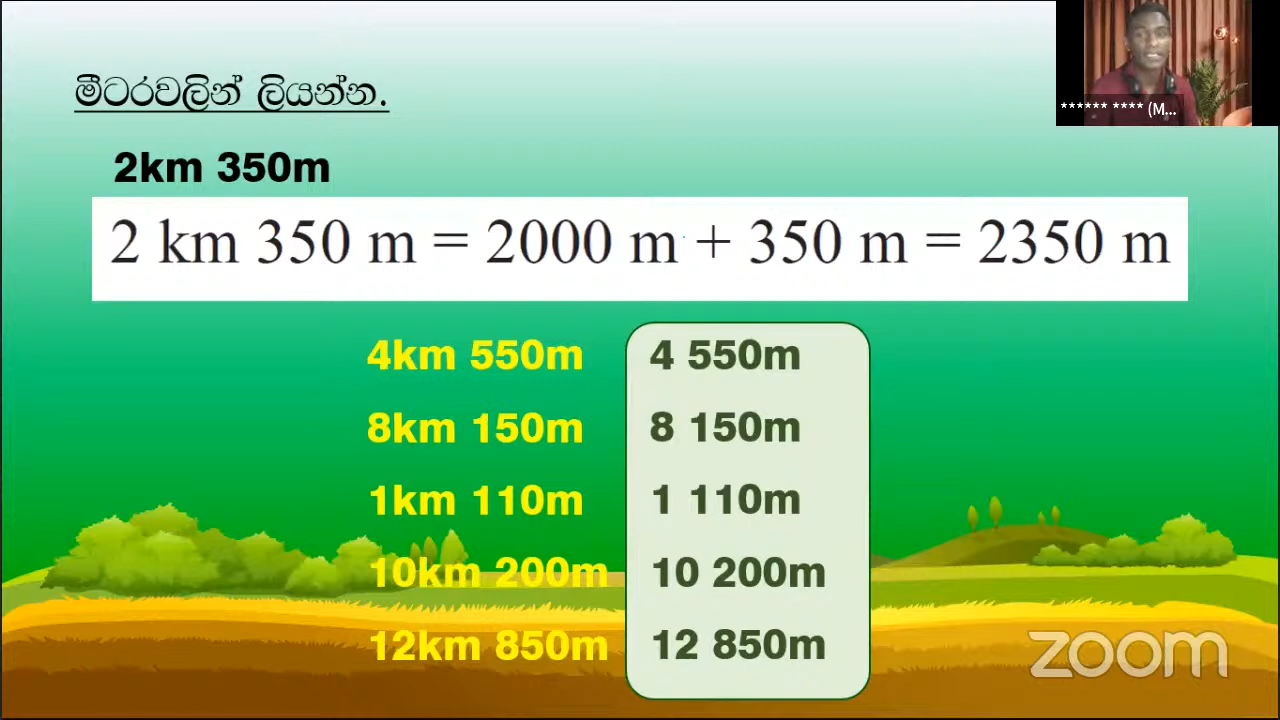 මීටරවලින් ලියන්න.
****** **** (M...
2km 350m
2 km 350 m = 2000 m + 350 m = 2350 m
4km 550m 4 550m
8km 150m 8 150m
1km 110m 1 110m
10km 200m 10 200m
12km 850m 12 850m
zoom